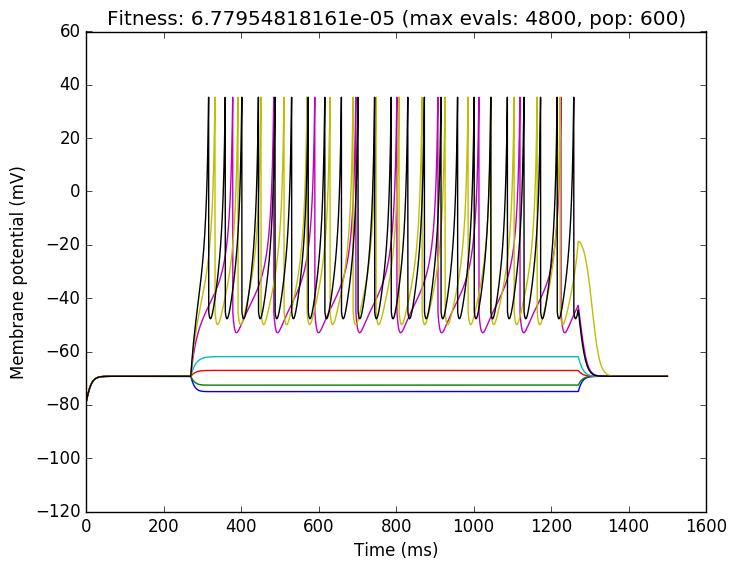 Fitness: 6.77954818161e-05 (max evals: 4800, pop: 600)
60
40
20
0
−20
−40
−60
−80
−100
−120
Membrane potential (mV)
0 200 400 600 800 1000 1200 1400 1600
Time (ms)